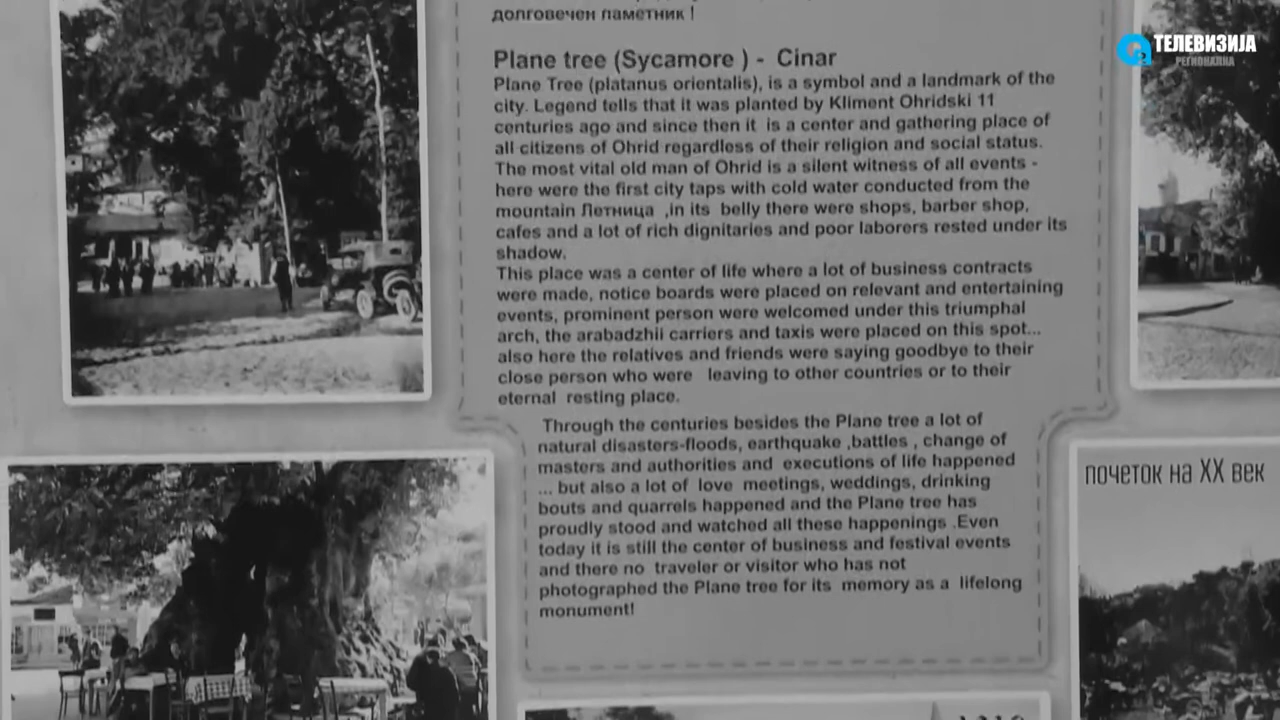 долговечен паметник !
Plane tree (Sycamore ) - Cinar
Plane Tree (platanus orientalis), is a symbol and a landmark of the
city. Legend tells that it was planted by Kliment Ohridski 11
centuries ago and since then it is a center and gathering place of
all citizens of Ohrid regardless of their religion and social status.
The most vital old man of Ohrid is a silent witness of all events -
here were the first city taps with cold water conducted from the
mountain Летница ,in its belly there were shops, barber shop,
cafes and a lot of rich dignitaries and poor laborers rested under its
shadow.
This place was a center of life where a lot of business contracts
were made, notice boards were placed on relevant and entertaining
events, prominent person were welcomed under this triumphal
arch, the arabadzhii carriers and taxis were placed on this spot...
also here the relatives and friends were saying goodbye to their
close person who were leaving to other countries or to their
eternal resting place.
Through the centuries besides the Plane tree a lot of
natural disasters-floods, earthquake ,battles , change of
masters and authorities and executions of life happened
... but also a lot of love meetings, weddings, drinking
bouts and quarrels happened and the Plane tree has
proudly stood and watched all these happenings .Even
today it is still the center of business and festival events
and there no traveler or visitor who has not
photographed the Plane tree for its memory as a lifelong
monument!
почеток на XX век
ТЕЛЕВИЗИЈА
РЕГИОНАЛНА